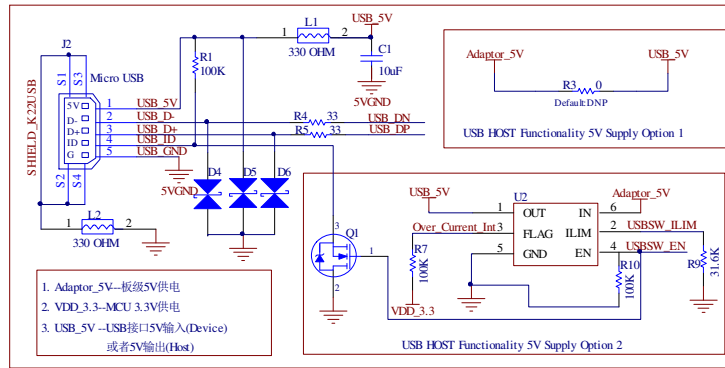 L1
USB_5V
1
2
330 OHM
J2
R1
100K
C1
10uF
5VGND
S1
S3
Micro USB
SHIELD_K22USB
5V
1
USB_5V
D-
2
USB_D-
R4
33
USB_DN
D+
3
USB_D+
R5
33
USB_DP
ID
4
USB_ID
G
5
USB_GND
S2
S4
5VGND
D4
D5
D6
L2
1
2
330 OHM
Q1
3
1
2
Adaptor_5V
USB_5V
R3
0
Default:DNP
USB HOST Functionality 5V Supply Option 1
USB_5V
U2
Adaptor_5V
1
OUT
IN
6
Over_Current_Int
3
FLAG
ILIM
2
USBSW_ILIM
5
GND
EN
4
USBSW_EN
R7
100K
VDD_3.3
R10
100K
R9
31.6K
USB HOST Functionality 5V Supply Option 2
1. Adaptor_5V---板级5V供电
2. VDD_3.3--MCU 3.3V供电
3. USB_5V --USB接口5V输入(Device)
或者5V输出(Host)